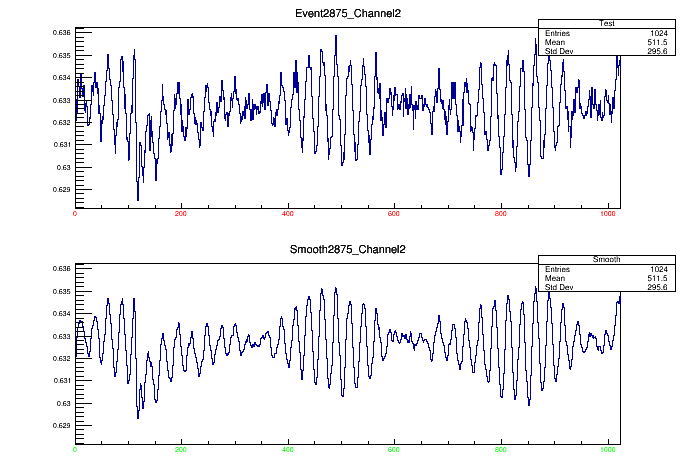 Event2875_Channel2
Test
Entries 1024
Mean 511.5
Std Dev 295.6
0.636
0.635
0.634
0.633
0.632
0.631
0.63
0.629
0 200 400 600 800 1000
Smooth2875_Channel2
Smooth
Entries 1024
Mean 511.5
Std Dev 295.6
0.636
0.635
0.634
0.633
0.632
0.631
0.63
0.629
0 200 400 600 800 1000